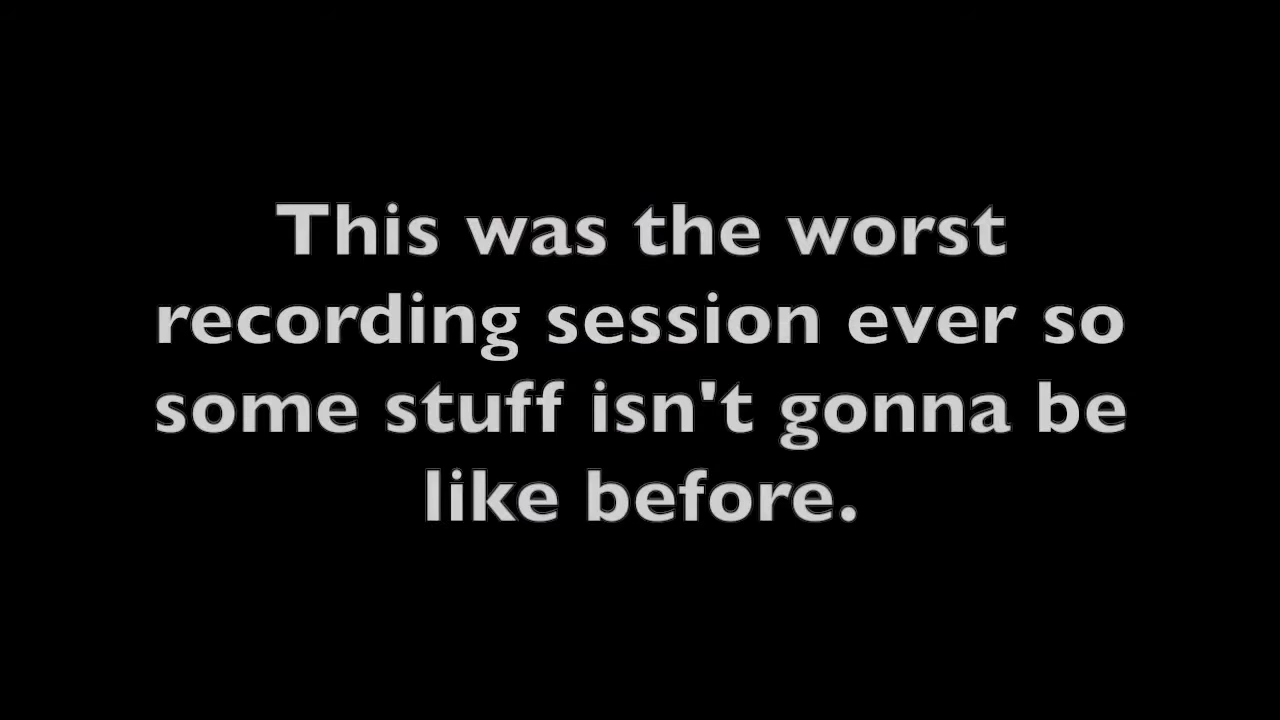 This was the worst
recording session ever so
some stuff isn't gonna be
like before.